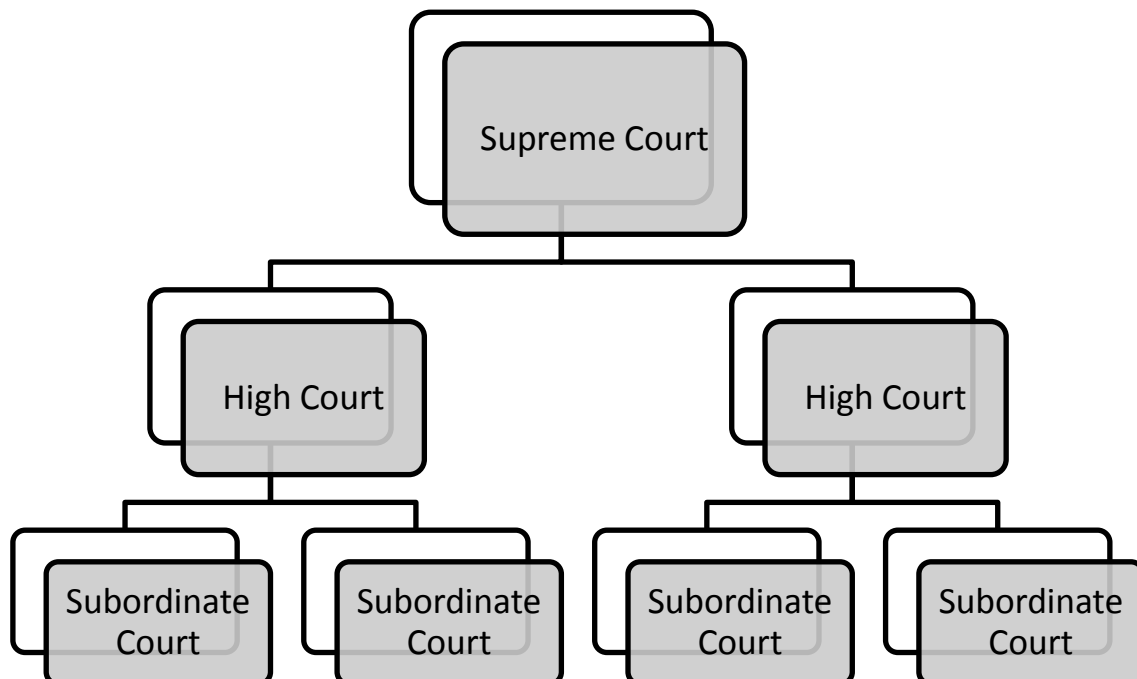 Supreme Court
High Court
High Court
Subordinate
Court
Subordinate
Court
Subordinate
Court
Subordinate
Court